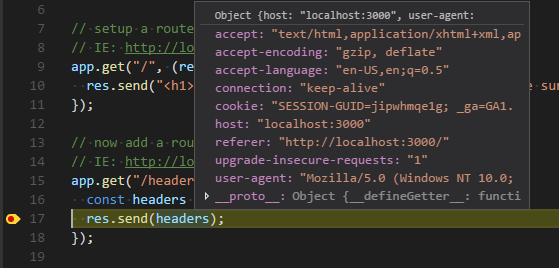 6
7 // setup a route
8 // IE: http://lo
9 app.get("/", (re
10 res.send("<h1> sur
11 });
12
13 // now add a rou
14 // IE: http://lo
15 app.get("/header
16 const headers
17 res.send(headers);
18 });
19
Object {host: "localhost:3000", user-agent:
accept: "text/html,application/xhtml+xml,ap
accept-encoding: "gzip, deflate"
accept-language: "en-US,en;q=0.5"
connection: "keep-alive"
cookie: "SESSION-GUID=jipwhmqe1g; _ga=GA1.
host: "localhost:3000"
referer: "http://localhost:3000/"
upgrade-insecure-requests: "1"
user-agent: "Mozilla/5.0 (Windows NT 10.0;
__proto__: Object {__defineGetter__: functi